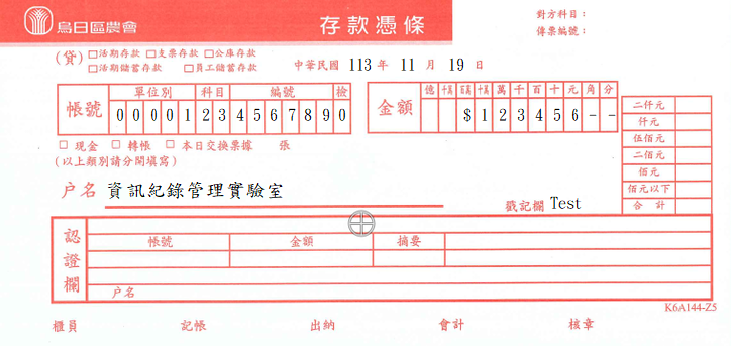 烏日區農會 存款憑條
對方科目：
傳票編號：
(貸) □活期存款 □支票存款 □公庫存款
□活期儲蓄存款 □員工儲蓄存款
中華民國 113 年 11 月 19 日
帳號 單位別 科目 編號 檢
0 0 0 0 1 2 3 4 5 6 7 8 9 0
金額 億 千萬 百萬 十萬 萬 千 百 十 元 角 分
$ 1 2 3 4 5 6 - -
貳仟元
仟元
伍佰元
二佰元
佰元
佰元以下
合計
□ 現金 □ 轉帳 □ 本日交換票據 張
(以上類別請分開填寫)
户名 資訊紀錄管理實驗室
戳記欄 Test
認證欄
帳號 金額 摘要
户名
K6A144-Z5
櫃員 記帳 出納 會計 核章